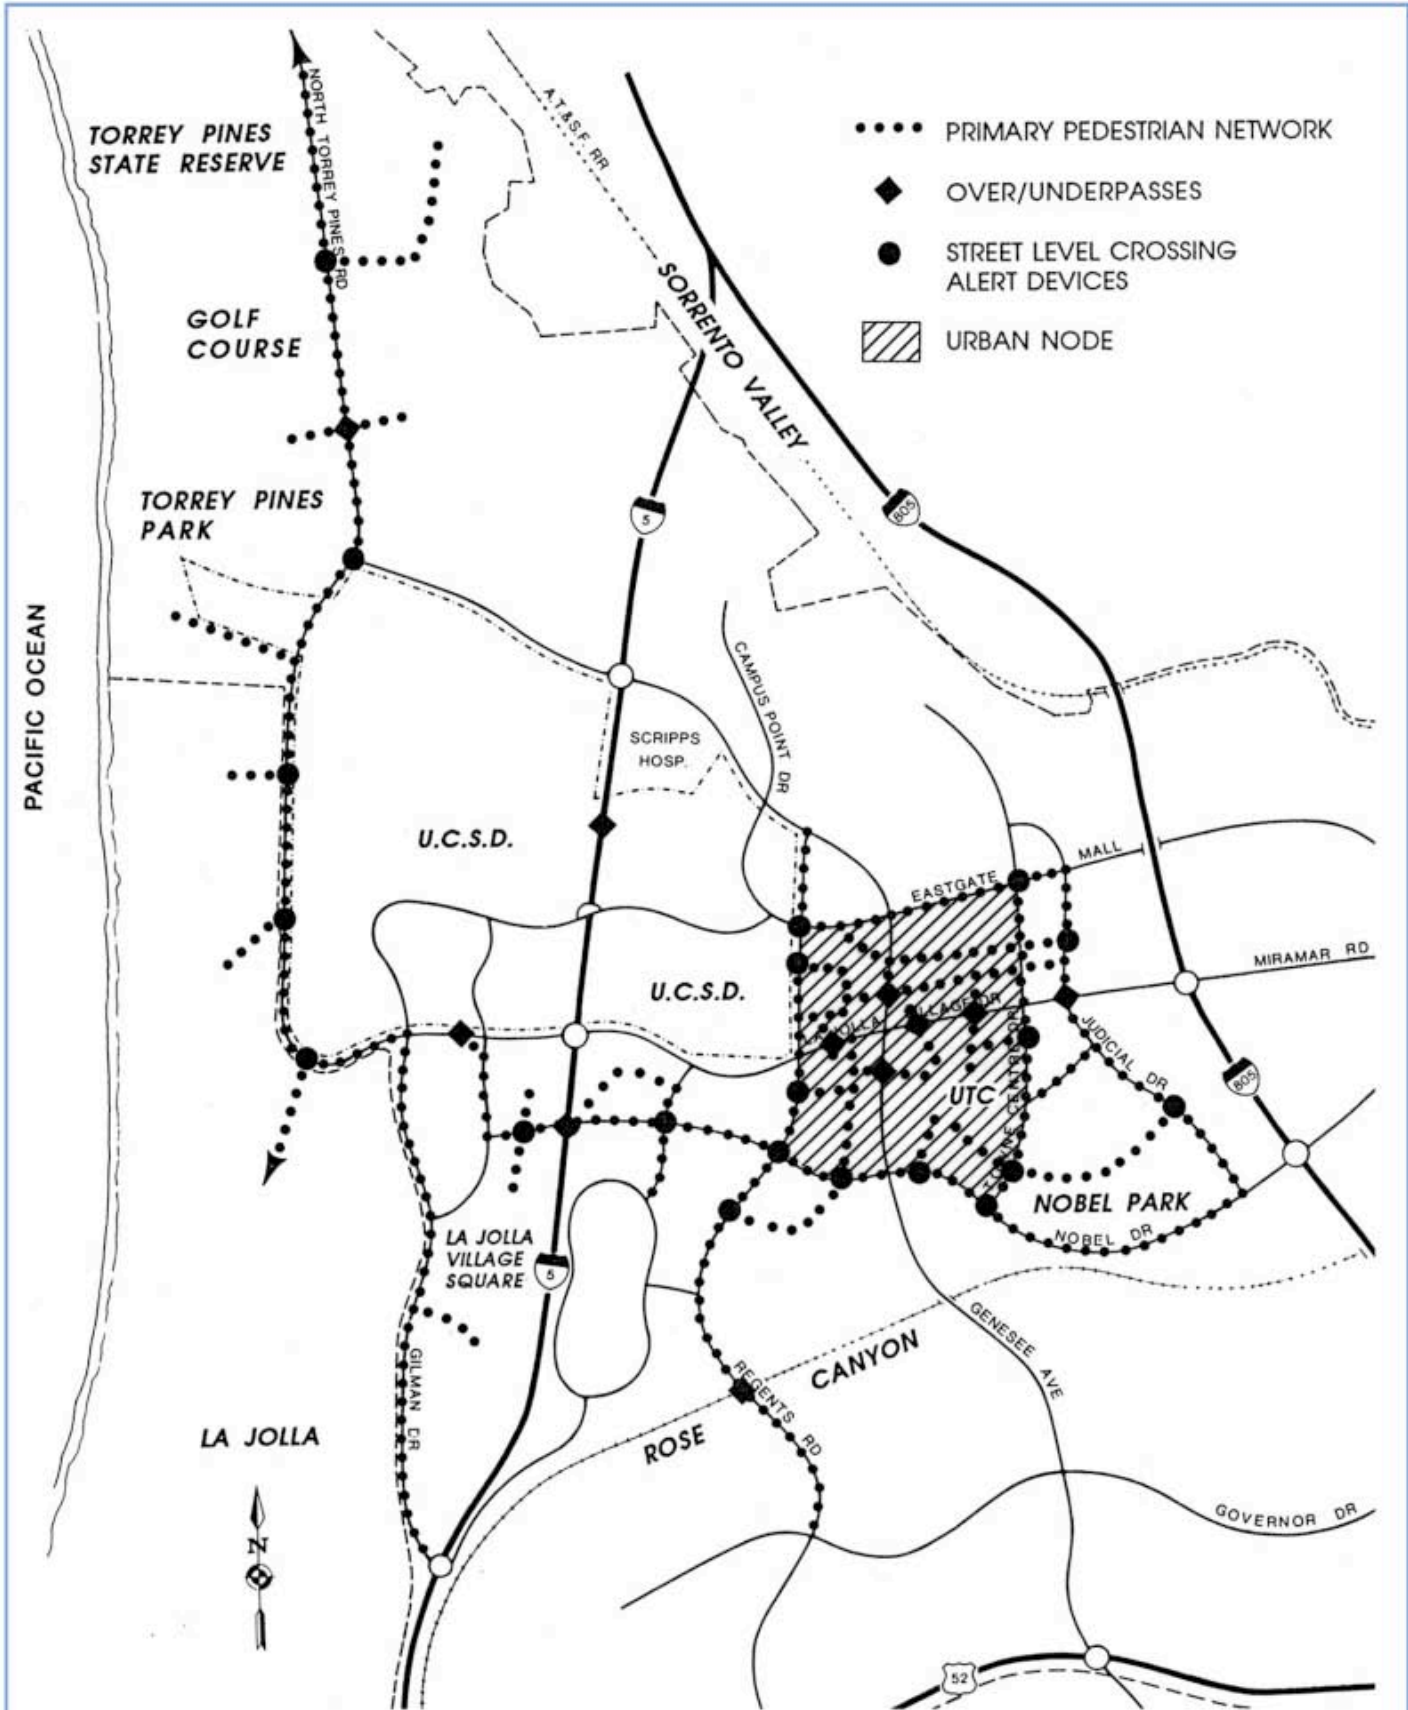 TORREY PINES
STATE RESERVE
NORTH TORREY PINES RD
A.T.&S.F. RR
PRIMARY PEDESTRIAN NETWORK
OVER/UNDERPASSES
STREET LEVEL CROSSING
ALERT DEVICES
URBAN NODE
GOLF
COURSE
SORRENTO VALLEY
TORREY PINES
PARK
5
805
PACIFIC OCEAN
CAMPUS POINT DR
SCRIPPS
HOSP.
U.C.S.D.
EASTGATE MALL
MIRAMAR RD
U.C.S.D.
LA JOLLA VILLAGE DR
JUDICIAL DR
805
UTC
TOWNE CENTRE DR
NOBEL PARK
NOBEL DR
LA JOLLA
VILLAGE
SQUARE
5
GENESEE AVE
GILMAN DR
REGENTS RD
ROSE CANYON
LA JOLLA
N
GOVERNOR DR
52